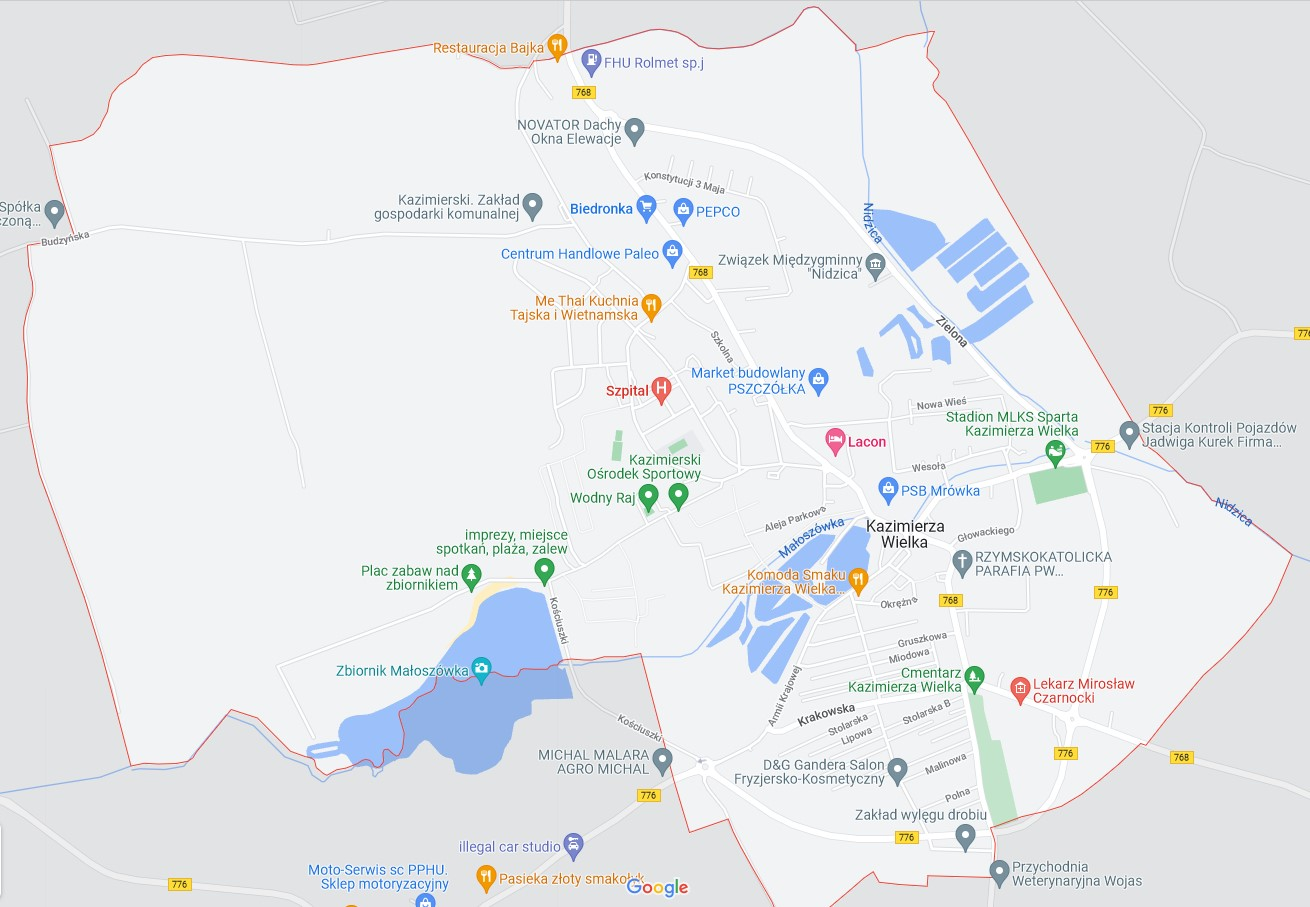 Restauracja Bajka
FHU Rolmet sp.j
768
NOVATOR Dachy
Okna Elewacje
Konstytucji 3 Maja
Kazimierski. Zakład
gospodarki komunalnej
Spółka
czoną...
Budzyńska
Biedronka
PEPCO
Nidzica
Centrum Handlowe Paleo
768
Związek Międzygminny
"Nidzica"
Me Thai Kuchnia
Tajska i Wietnamska
Szkolna
Zielona
776
Market budowlany
PSZCZÓŁKA
Szpital
Nowa Wieś
776
Stadion MLKS Sparta
Kazimierza Wielka
Stacja Kontroli Pojazdów
Jadwiga Kurek Firma...
776
Lacon
Kazimierski
Ośrodek Sportowy
Wesoła
Wodny Raj
PSB Mrówka
Nidzica
Aleja Parkowa
Małoszówka
Kazimierza
Wielka
Głowackiego
imprezy, miejsce
spotkań, plaża, zalew
RZYMSKOKATOLICKA
PARAFIA PW...
Plac zabaw nad
zbiornikiem
Komoda Smaku
Kazimierza Wielka...
776
768
Okrężna
Kościuszki
Gruszkowa
Miodowa
Zbiornik Małoszówka
Cmentarz
Kazimierza Wielka
Lekarz Mirosław
Czarnocki
Armii Krajowej
Krakowska
Stolarska B
Stolarska
Lipowa
Kościuszki
MICHAL MALARA
AGRO MICHAL
776
768
D&G Gandera Salon
Fryzjersko-Kosmetyczny
Malinowa
776
Polna
Zakład wylęgu drobiu
776
illegal car studio
Przychodnia
Weterynaryjna Wojas
Moto-Serwis sc PPHU.
Sklep motoryzacyjny
776
Pasieka złoty smakołyk
Google